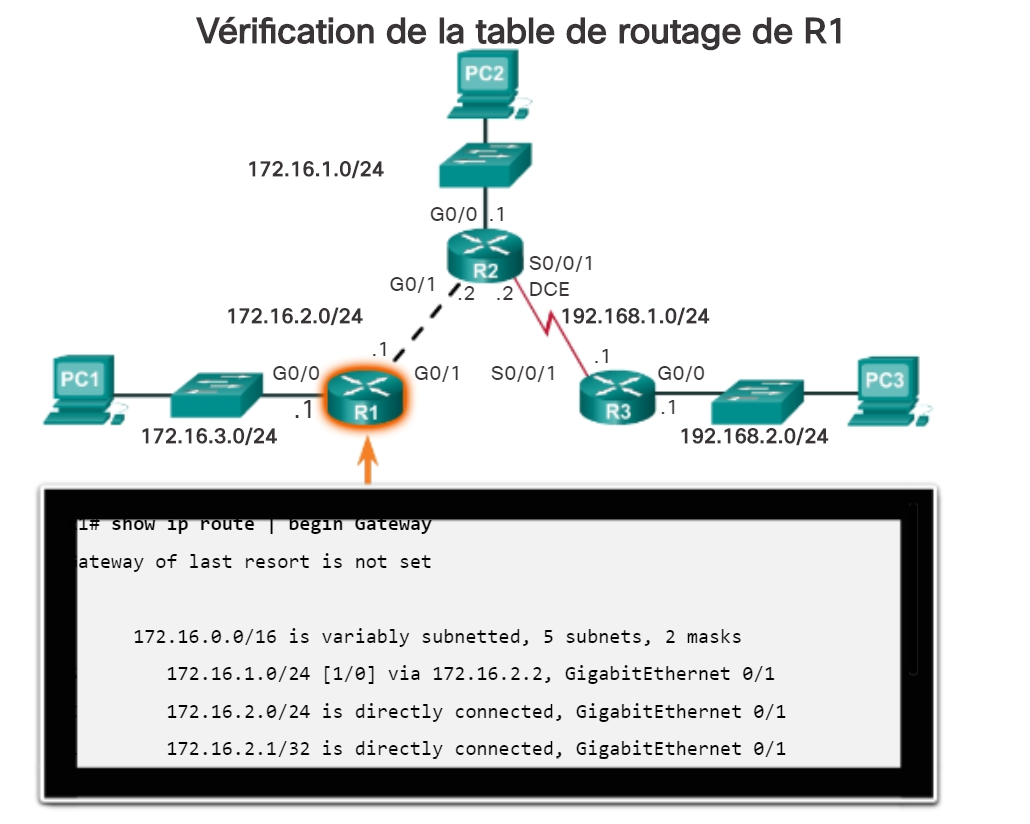 Vérification de la table de routage de R1
PC2
172.16.1.0/24
G0/0 .1
R2
S0/0/1
G0/1 .2 .2 DCE
172.16.2.0/24
192.168.1.0/24
.1
.1
PC1
G0/0
G0/1
S0/0/1
G0/0
PC3
.1
R1
R3
.1
172.16.3.0/24
192.168.2.0/24
1# show ip route | begin Gateway
ateway of last resort is not set
172.16.0.0/16 is variably subnetted, 5 subnets, 2 masks
172.16.1.0/24 [1/0] via 172.16.2.2, GigabitEthernet 0/1
172.16.2.0/24 is directly connected, GigabitEthernet 0/1
172.16.2.1/32 is directly connected, GigabitEthernet 0/1